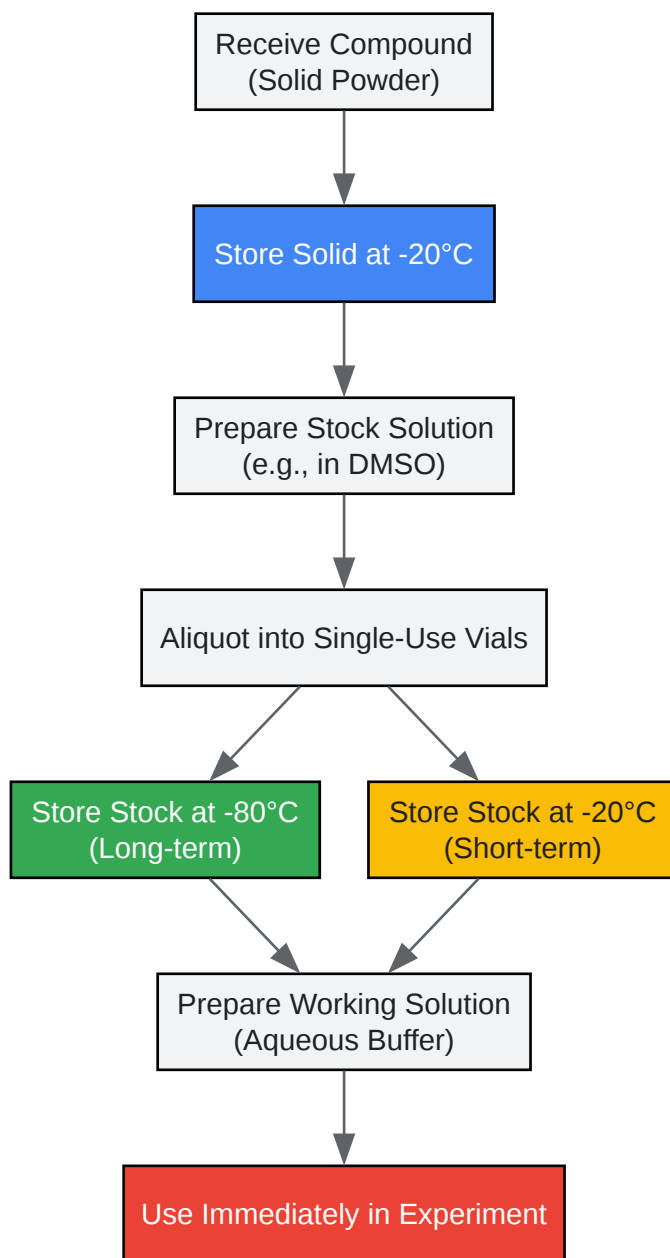 Receive Compound
(Solid Powder)
Store Solid at -20°C
Prepare Stock Solution
(e.g., in DMSO)
Aliquot into Single-Use Vials
Store Stock at -80°C
(Long-term)
Store Stock at -20°C
(Short-term)
Prepare Working Solution
(Aqueous Buffer)
Use Immediately in Experiment